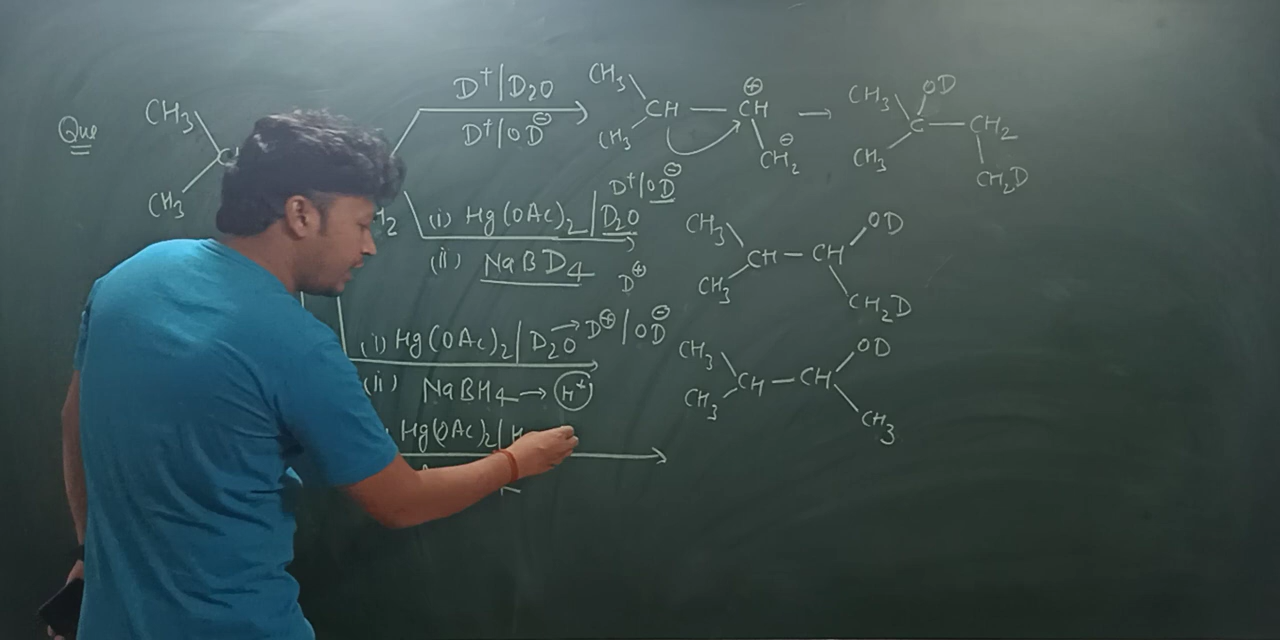 Que
CH3
CH3
D+/D2O
D+/OD⊖
CH3
CH3
CH — CH⊕
CH2⊖
CH3
CH3
C — CH2
OD
CH2D
(i) Hg(OAc)2 / D2O
D+/OD⊖
(ii) NaBD4
D⊕
CH3
CH3
CH — CH
OD
CH2D
(i) Hg(OAc)2 / D2O → D⊕ / OD⊖
(ii) NaBH4 → H+
CH3
CH3
CH — CH
OD
CH3
Hg(OAc)2 /